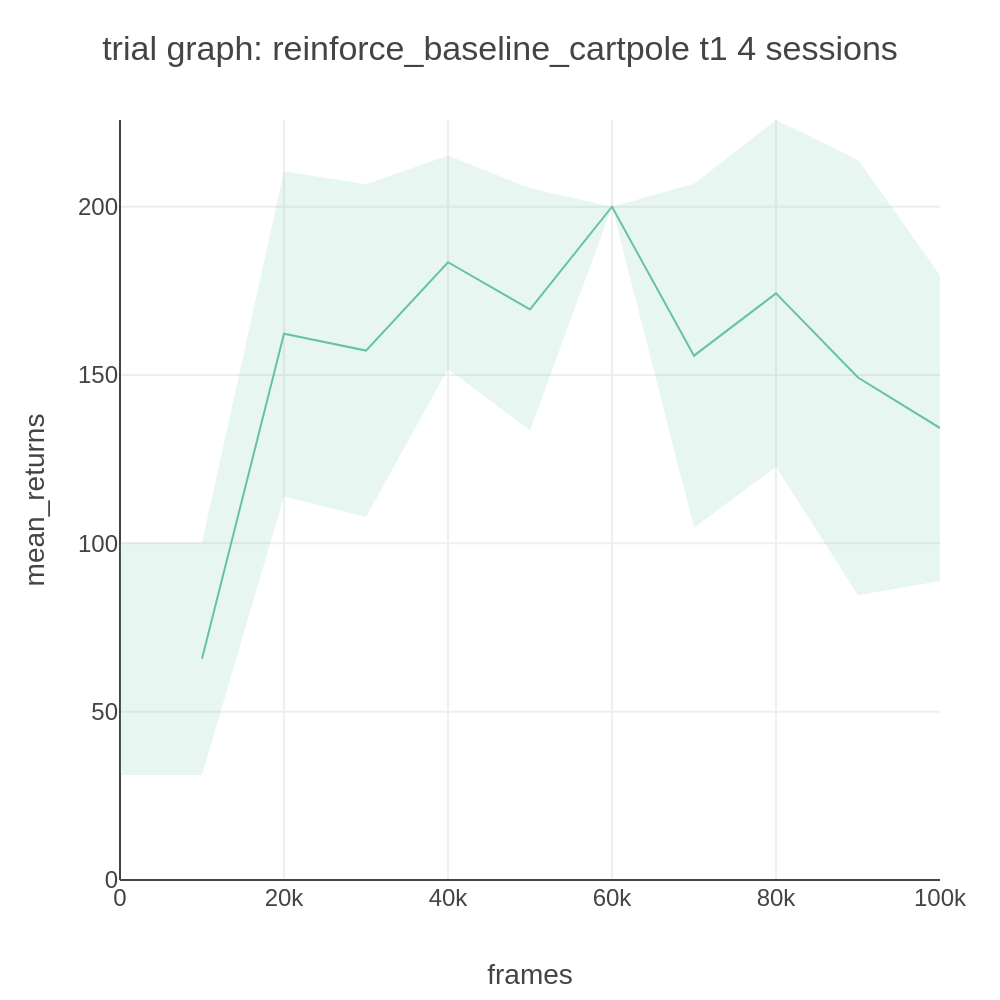 trial graph: reinforce_baseline_cartpole t1 4 sessions
200
150
100
50
0
0 20k 40k 60k 80k 100k
mean_returns
frames